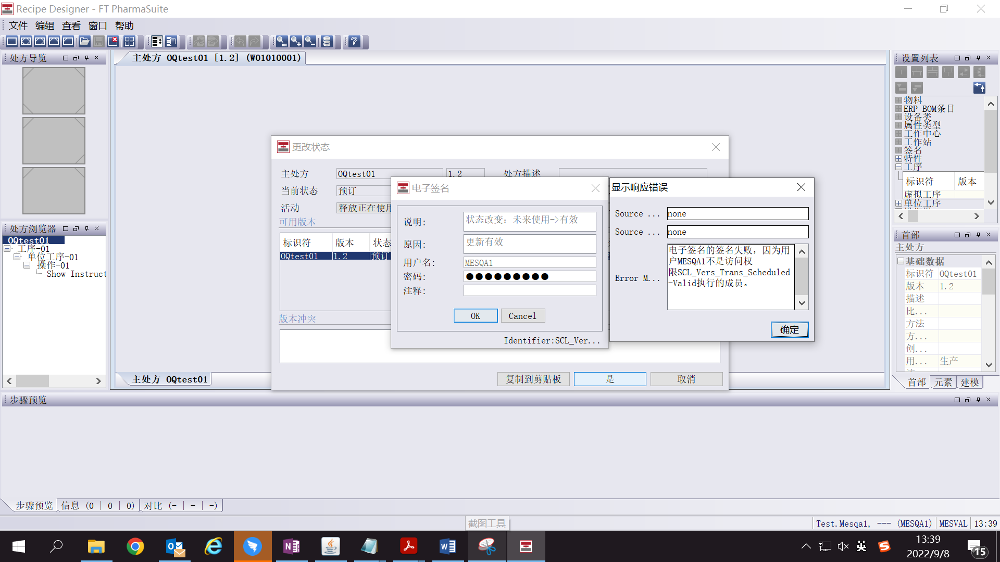 Recipe Designer - FT PharmaSuite
文件 编辑 查看 窗口 帮助
处方导览
主处方 OQtest01 [1.2] (W01010001)
设置列表
物料
ERP BOM条目
设备类
属性类型
工作中心
工作站
签名
特性
工序
标识符 版本
虚拟工序
单位工序
处方浏览器
OQtest01
工序-01
单位工序-01
操作-01
Show Instruct
更改状态
主处方 OQtest01 1.2 处方描述
当前状态 预订
活动 释放正在使用
可用版本
标识符 版本 状态
OQtest01 1.2 预订
版本冲突
复制到剪贴板 是 取消
电子签名
说明: 状态改变: 未来使用->有效
原因: 更新有效
用户名: MESQA1
密码: ●●●●●●●●●
注释:
OK Cancel
Identifier:SCL_Ver...
显示响应错误
Source ... none
Source ... none
Error M...
电子签名的签名失败，因为用
户MESQA1不是访问权
限SCL_Vers_Trans_Scheduled
-Valid执行的成员。
确定
首部
主处方
基础数据
标识符 OQtest01
版本 1.2
描述
比...
方法
方...
创...
用... 生产
首部 元素 建模
主处方 OQtest01
步骤预览
步骤预览 信息 (0 | 0 | 0) 对比 (- | - | -)
截图工具
Test.Mesqa1, --- (MESQA1) MESVAL 13:39
英
13:39
2022/9/8
15